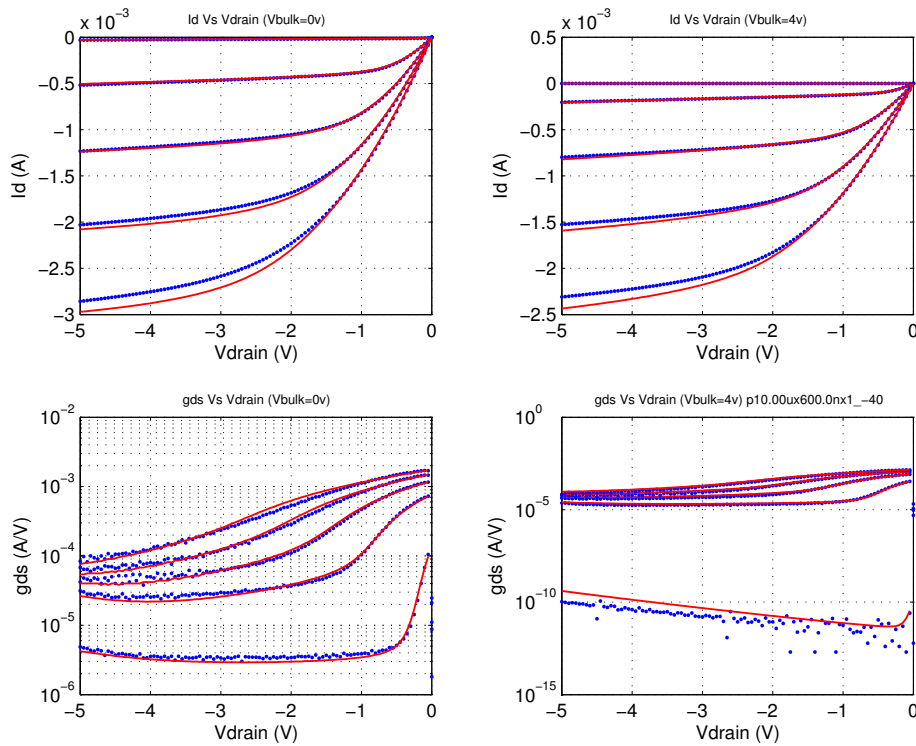 Id Vs Vdrain (Vbulk=0v)
x 10⁻³
0
−0.5
−1
−1.5
−2
−2.5
−3
Id (A)
−5 −4 −3 −2 −1 0
Vdrain (V)
Id Vs Vdrain (Vbulk=4v)
x 10⁻³
0.5
0
−0.5
−1
−1.5
−2
−2.5
Id (A)
−5 −4 −3 −2 −1 0
Vdrain (V)
gds Vs Vdrain (Vbulk=0v)
10⁻²
10⁻³
10⁻⁴
10⁻⁵
10⁻⁶
gds (A/V)
−5 −4 −3 −2 −1 0
Vdrain (V)
gds Vs Vdrain (Vbulk=4v) p10.00ux600.0nx1_−40
10⁰
10⁻⁵
10⁻¹⁰
10⁻¹⁵
gds (A/V)
−5 −4 −3 −2 −1 0
Vdrain (V)